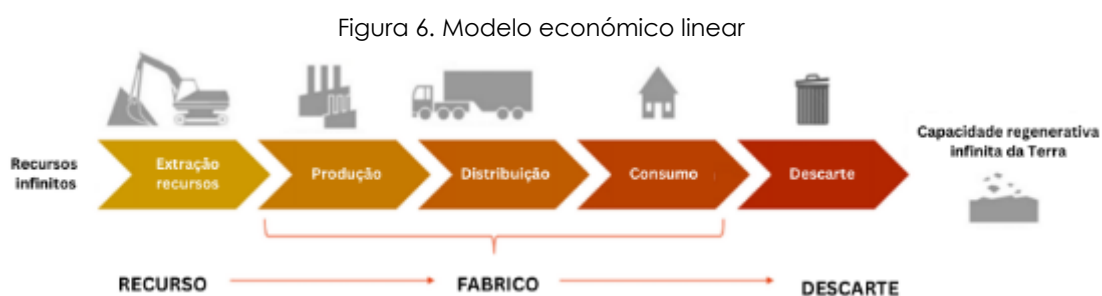 Figura 6. Modelo económico linear
Recursos
infinitos
Extração
recursos
Produção
Distribuição
Consumo
Descarte
Capacidade regenerativa
infinita da Terra
RECURSO
FABRICO
DESCARTE